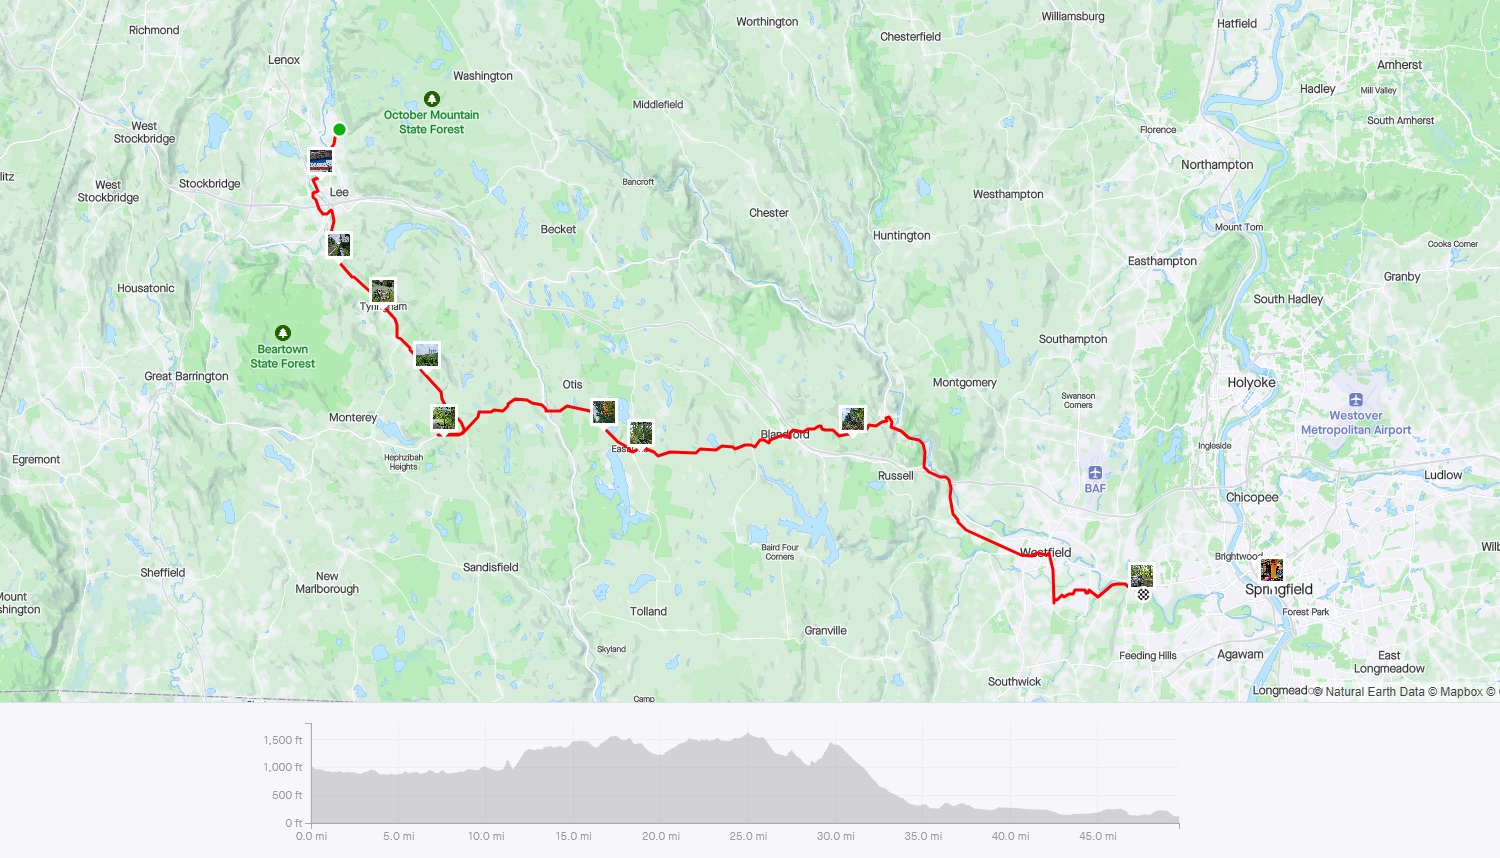 Worthington
Williamsburg
Hatfield
Richmond
Chesterfield
Lenox
Amherst
Washington
Hadley
Mill Valley
October Mountain
State Forest
Middlefield
West
Stockbridge
South Amherst
Florence
Northampton
litz
West
Stockbridge
Stockbridge
Lee
Bancroft
Westhampton
Chester
Becket
Huntington
Mount Tom
Cooks Corner
Easthampton
Granby
Housatonic
South Hadley
Tyringham
Beartown
State Forest
Southampton
Great Barrington
Otis
Montgomery
Holyoke
Swanson
Corners
Westover
Metropolitan Airport
Monterey
Blandford
Ingleside
Egremont
Hephzibah
Heights
Russell
BAF
Ludlow
Chicopee
Baird Four
Corners
Westfield
Brightwood
Wilb
Sheffield
Sandisfield
New
Marlborough
Springfield
Mount
shington
Tolland
Forest Park
Granville
Skyland
Feeding Hills
Agawam
East
Longmeadow
Southwick
Camp
Longmeado
© Natural Earth Data © Mapbox ©
1,500 ft
1,000 ft
500 ft
0 ft
0.0 mi 5.0 mi 10.0 mi 15.0 mi 20.0 mi 25.0 mi 30.0 mi 35.0 mi 40.0 mi 45.0 mi